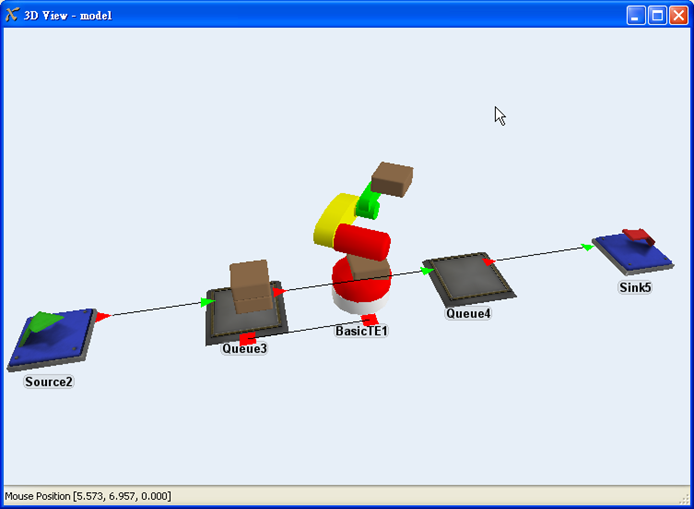 3D View - model
Sink5
Queue4
BasicTE1
Queue3
Source2
Mouse Position [5.573, 6.957, 0.000]